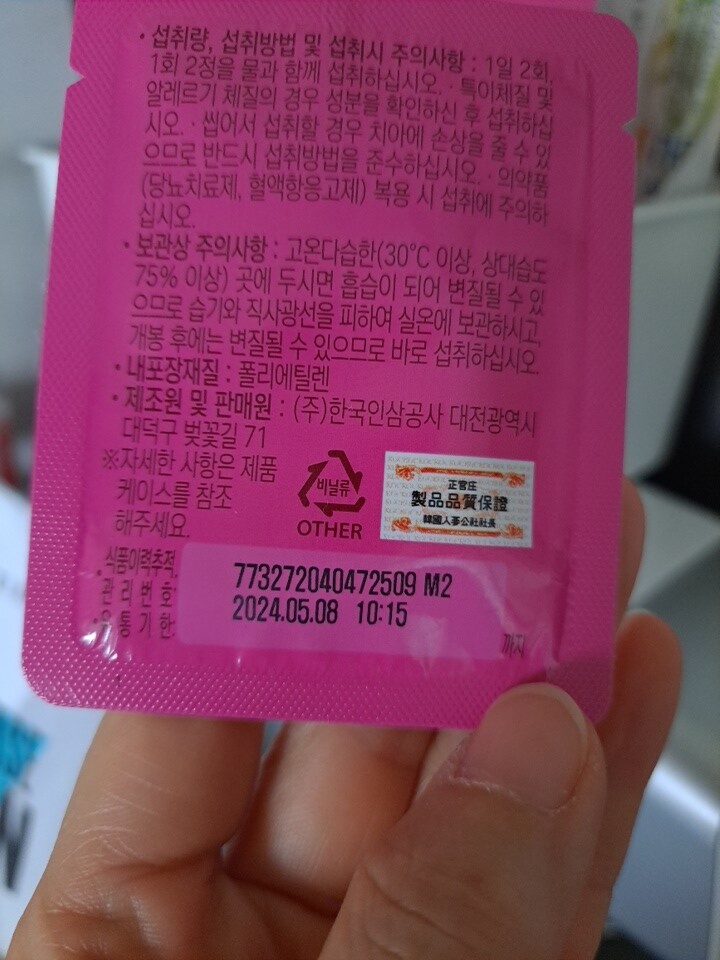 · 섭취량, 섭취방법 및 섭취시 주의사항 : 1일 2회,
1회 2정을 물과 함께 섭취하십시오. · 특이체질 및
알레르기 체질의 경우 성분을 확인하신 후 섭취하십
시오. · 씹어서 섭취할 경우 치아에 손상을 줄 수 있
으므로 반드시 섭취방법을 준수하십시오. · 의약품
(당뇨치료제, 혈액항응고제) 복용 시 섭취에 주의하
십시오.
· 보관상 주의사항 : 고온다습한(30°C 이상, 상대습도
75% 이상) 곳에 두시면 흡습이 되어 변질될 수 있
으므로 습기와 직사광선을 피하여 실온에 보관하시고,
개봉 후에는 변질될 수 있으므로 바로 섭취하십시오.
· 내포장재질 : 폴리에틸렌
· 제조원 및 판매원 : (주)한국인삼공사 대전광역시
대덕구 벚꽃길 71
※자세한 사항은 제품
케이스를 참조
해주세요.
비닐류
OTHER
正官庄
製品品質保證
韓國人蔘公社社長
· 식품이력추적
관 리 번 호
· 유 통 기 한
773272040472509 M2
2024.05.08 10:15
까지